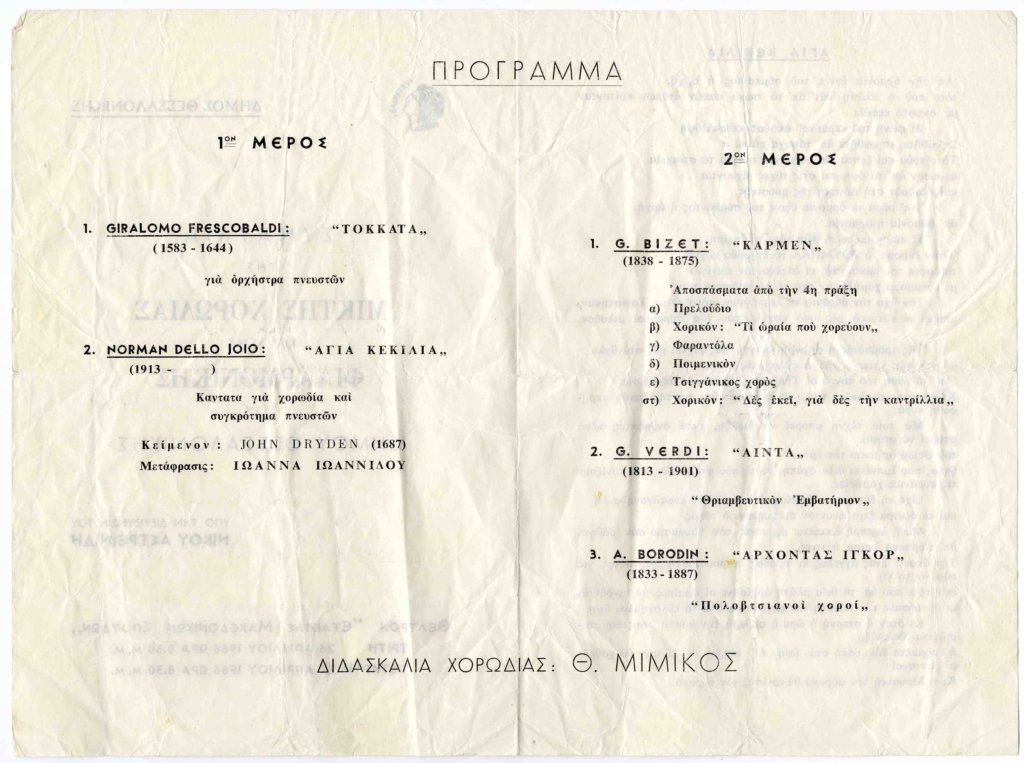 ΠΡΟΓΡΑΜΜΑ
1ον ΜΕΡΟΣ
1. GIRALOMO FRESCOBALDI: "ΤΟΚΚΑΤΑ„
(1583 - 1644)
γιὰ ὀρχήστρα πνευστῶν
2. NORMAN DELLO JOIO: "ΑΓΙΑ ΚΕΚΙΛΙΑ„
(1913 - )
Καντατα γιὰ χορωδία καὶ
συγκρότημα πνευστῶν
Κείμενον: JOHN DRYDEN (1687)
Μετάφρασις: ΙΩΑΝΝΑ ΙΩΑΝΝΙΔΟΥ
2ον ΜΕΡΟΣ
1. G. BIZET: "ΚΑΡΜΕΝ„
(1838 - 1875)
Ἀποσπάσματα ἀπὸ τὴν 4η πράξη
α) Πρελούδιο
β) Χορικόν: "Τὶ ὡραία ποὺ χορεύουν„
γ) Φαραντόλα
δ) Ποιμενικὸν
ε) Τσιγγάνικος χορὸς
στ) Χορικόν: "Δὲς ἐκεῖ, γιὰ δὲς τὴν καντρίλλια„
2. G. VERDI: "ΑΙΝΤΑ„
(1813 - 1901)
"Θριαμβευτικὸν Ἐμβατήριον„
3. A. BORODIN: "ΑΡΧΟΝΤΑΣ ΙΓΚΟΡ„
(1833 - 1887)
"Πολοβτσιανοὶ χοροί„
ΔΙΔΑΣΚΑΛΙΑ ΧΟΡΩΔΙΑΣ: Θ. ΜΙΜΙΚΟΣ